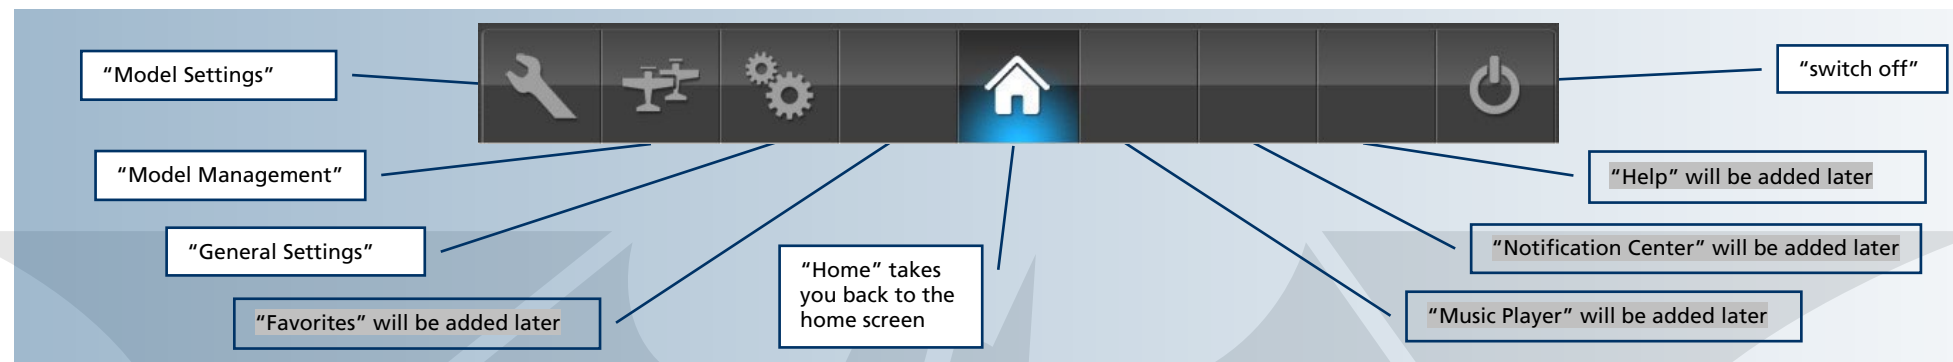 “Model Settings”
“switch off”
“Model Management”
“Help” will be added later
“General Settings”
“Notification Center” will be added later
“Home” takes
you back to the
home screen
“Favorites” will be added later
“Music Player” will be added later